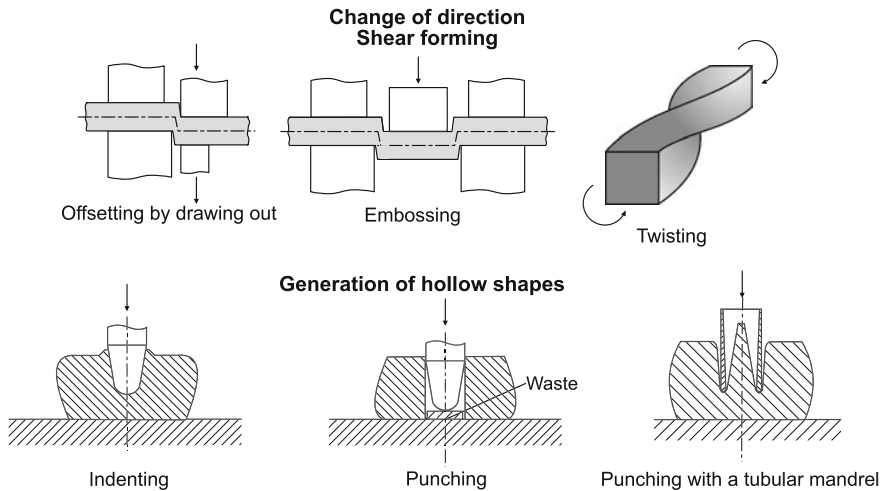 Change of direction
Shear forming
Offsetting by drawing out
Embossing
Twisting
Generation of hollow shapes
Waste
Indenting
Punching
Punching with a tubular mandrel